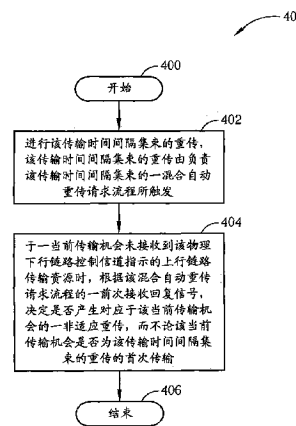 40
400
开始
402
进行该传输时间间隔集束的重传,
该传输时间间隔集束的重传由负责
该传输时间间隔集束的一混合自动
重传请求流程所触发
404
于一当前传输机会未接收到该物理
下行链路控制信道指示的上行链路
传输资源时，根据该混合自动重传
请求流程的一前次接收回复信号，
决定是否产生对应于该当前传输机
会的一非适应重传，而不论该当前
传输机会是否为该传输时间间隔集
束的重传的首次传输
406
结束